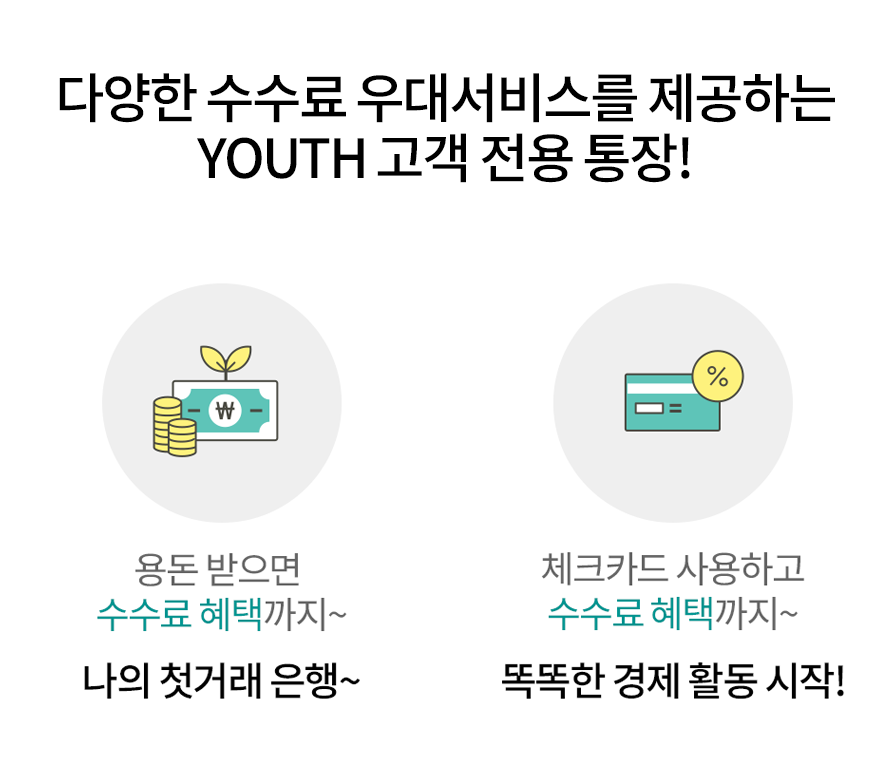 다양한 수수료 우대서비스를 제공하는
YOUTH 고객 전용 통장!
₩
%
용돈 받으면
수수료 혜택까지~
나의 첫거래 은행~
체크카드 사용하고
수수료 혜택까지~
똑똑한 경제 활동 시작!